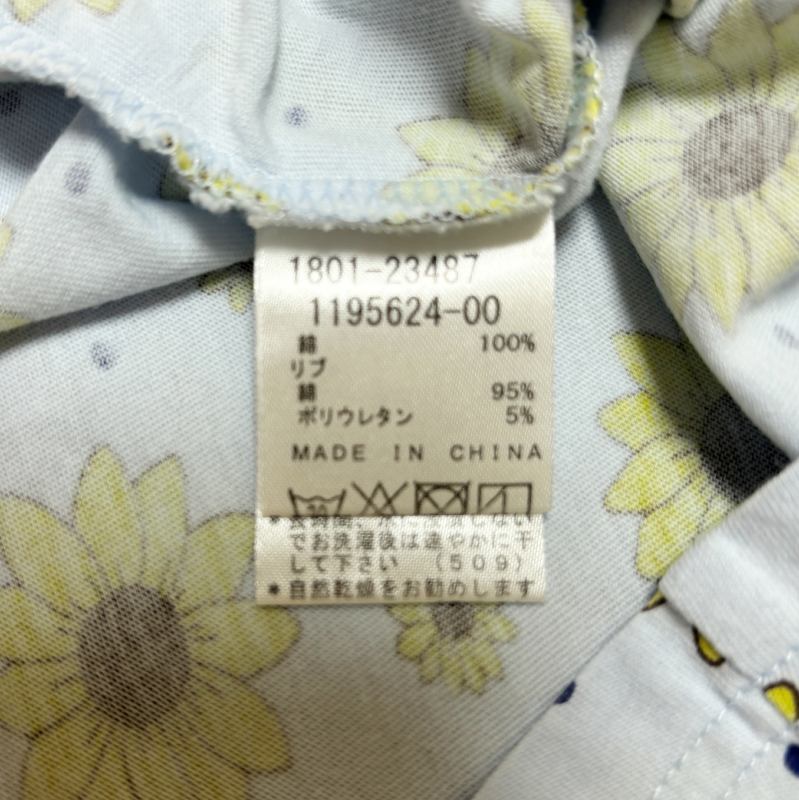 1801-23487
1195624-00
綿 100%
リブ
綿 95%
ポリウレタン 5%
MADE IN CHINA
でお洗濯後は速やかに干
して下さい (509)
＊自然乾燥をお勧めします